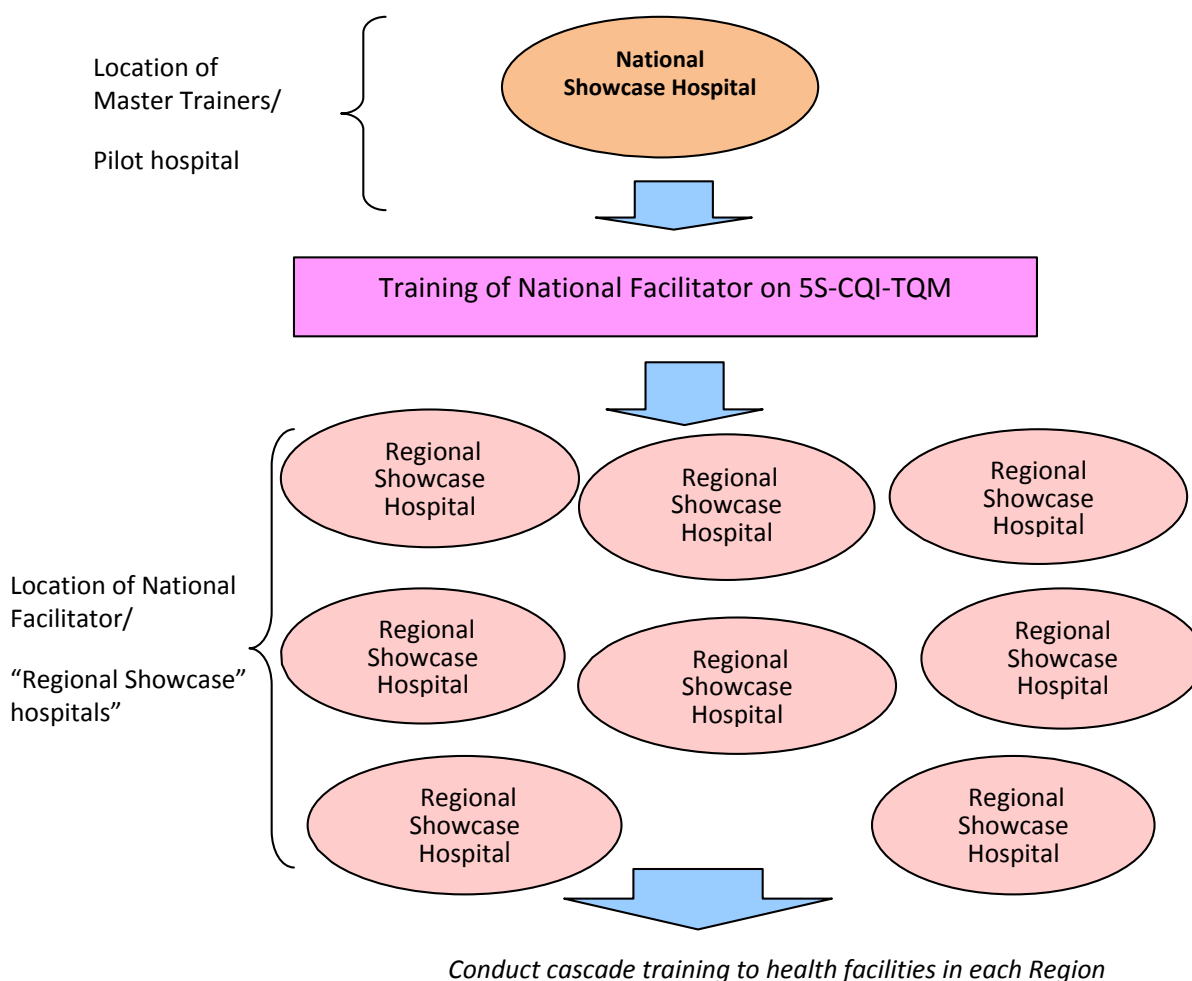 Location of
Master Trainers/
Pilot hospital
National
Showcase Hospital
Training of National Facilitator on 5S-CQI-TQM
Regional
Showcase
Hospital
Regional
Showcase
Hospital
Regional
Showcase
Hospital
Location of National
Facilitator/
“Regional Showcase”
hospitals”
Regional
Showcase
Hospital
Regional
Showcase
Hospital
Regional
Showcase
Hospital
Regional
Showcase
Hospital
Regional
Showcase
Hospital
Conduct cascade training to health facilities in each Region